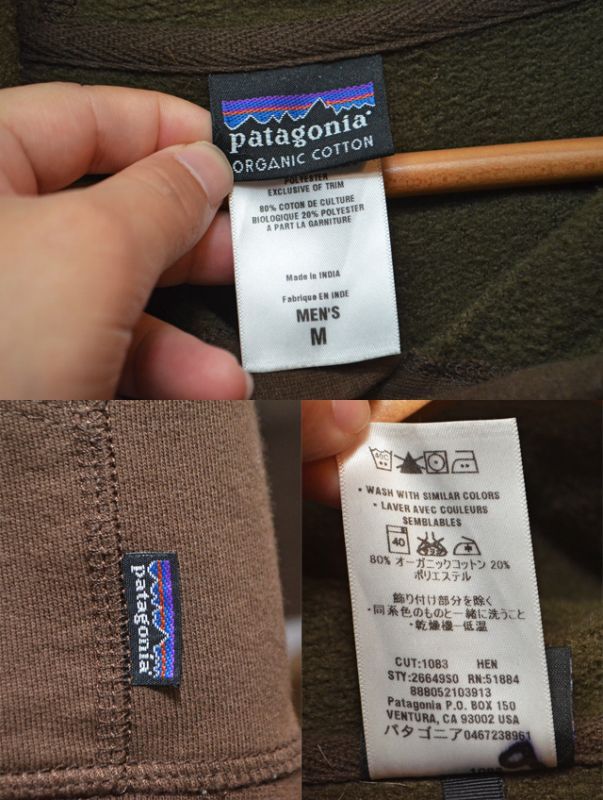 patagonia®
ORGANIC COTTON
POLYESTER
EXCLUSIVE OF TRIM
80% COTON DE CULTURE
BIOLOGIQUE 20% POLYESTER
A PART LA GARNITURE
Made in INDIA
Fabrique EN INDE
MEN'S
M
patagonia®
40C
• WASH WITH SIMILAR COLORS
• LAVER AVEC COULEURS
SEMBLABLES
40
80% オーガニックコットン 20%
ポリエステル
飾り付け部分を除く
・同系色のものと一緒に洗うこと
・乾燥機一低温
CUT:1083 HEN
STY:26649S0 RN:51884
888052103913
Patagonia P.O. BOX 150
VENTURA, CA 93002 USA
パタゴニア0467238961